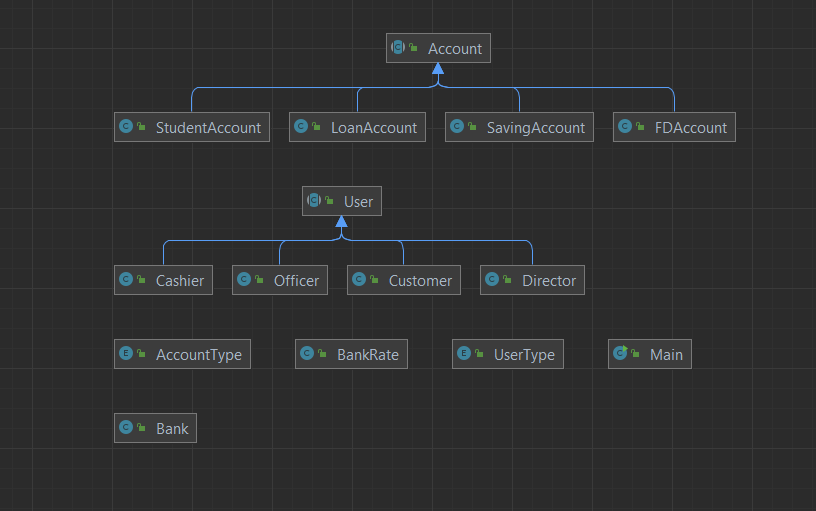 Account
StudentAccount LoanAccount SavingAccount FDAccount
User
Cashier Officer Customer Director
AccountType BankRate UserType Main
Bank